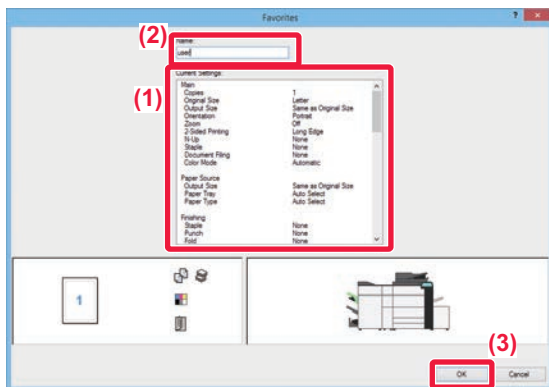 Favorites
? ×
(2)
Name:
user
(1)
Current Settings:
Main
Copies 1
Original Size Letter
Output Size Same as Original Size
Orientation Portrait
Zoom Off
2-Sided Printing Long Edge
N-Up None
Staple None
Document Filing None
Color Mode Automatic
Paper Source
Output Size Same as Original Size
Paper Tray Auto Select
Paper Type Auto Select
Finishing
Staple None
Punch None
Fold None
1
(3)
OK Cancel